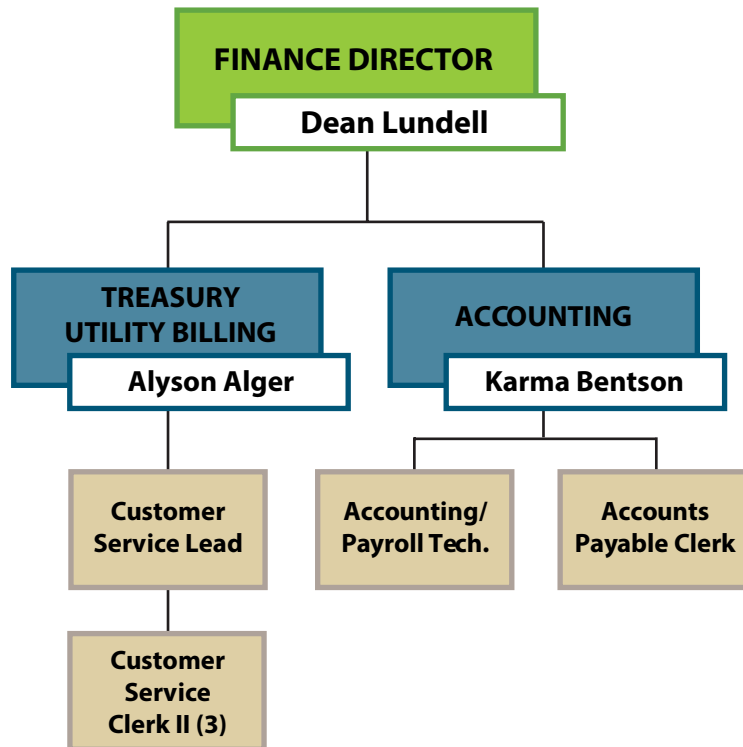 FINANCE DIRECTOR
Dean Lundell
TREASURY
UTILITY BILLING
Alyson Alger
ACCOUNTING
Karma Bentson
Customer
Service Lead
Accounting/
Payroll Tech.
Accounts
Payable Clerk
Customer
Service
Clerk II (3)